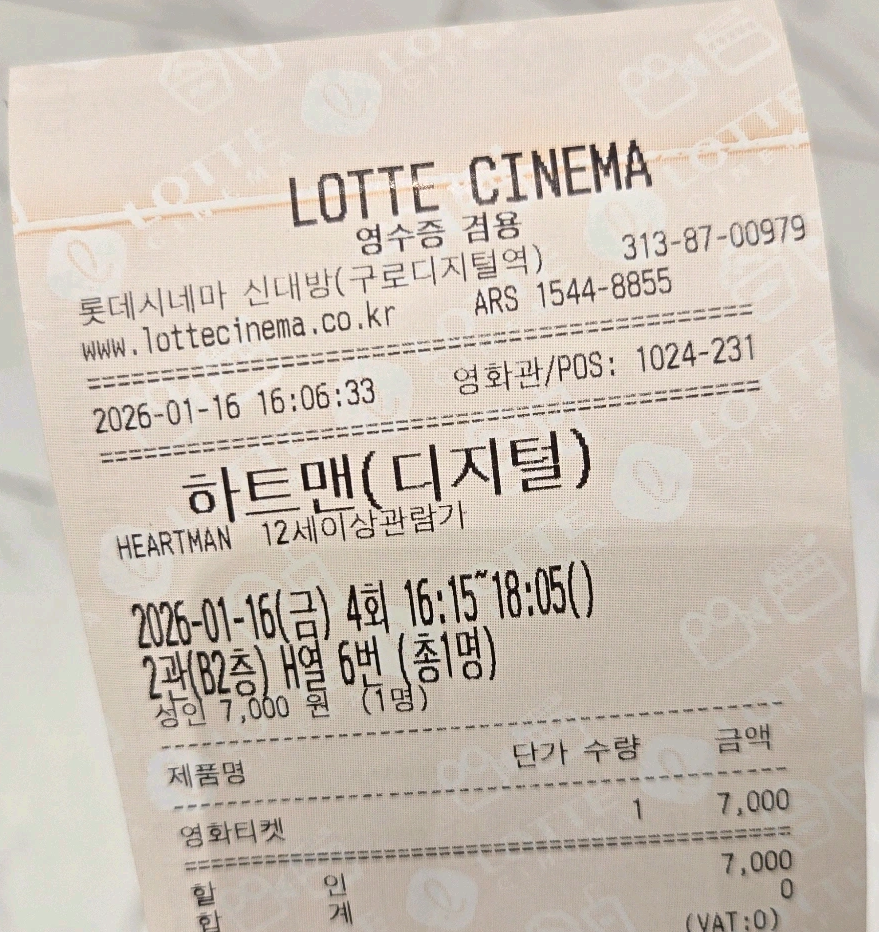 LOTTE CINEMA
영수증 겸용
롯데시네마 신대방(구로디지털역) 313-87-00979
www.lottecinema.co.kr ARS 1544-8855
================================================
2026-01-16 16:06:33 영화관/POS: 1024-231
================================================
하트맨(디지털)
HEARTMAN 12세이상관람가
2026-01-16(금) 4회 16:15~18:05()
2관(B2층) H열 6번 (총1명)
성인 7,000 원 (1명)
------------------------------------------------
제품명 단가 수량 금액
------------------------------------------------
영화티켓 1 7,000
================================================
7,000
할 인 0
합 계
(VAT:0)